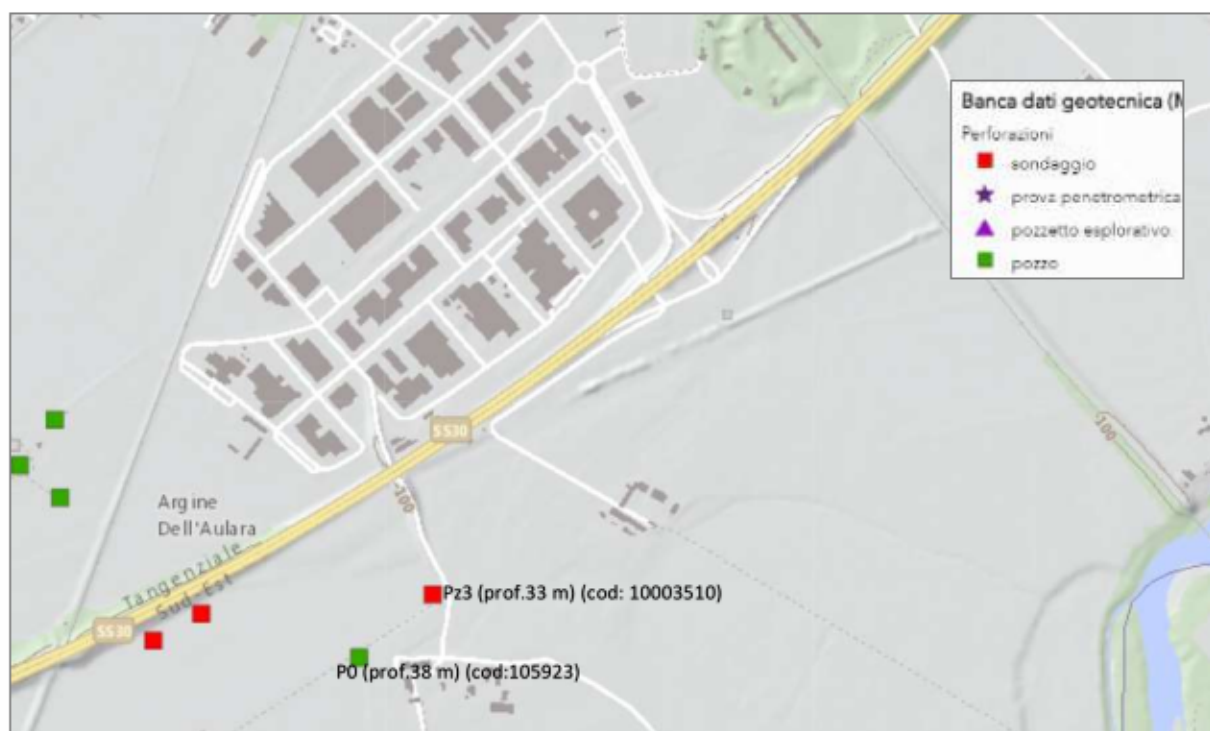 Banca dati geotecnica (M
Perforazioni
sondaggio
prova penetrometrica
pozzetto esplorativo
pozzo
SS30
100
100
Argine
Dell'Aulara
Tangenziale
Sud-Est
SS30
Pz3 (prof.33 m) (cod: 10003510)
P0 (prof.38 m) (cod:105923)